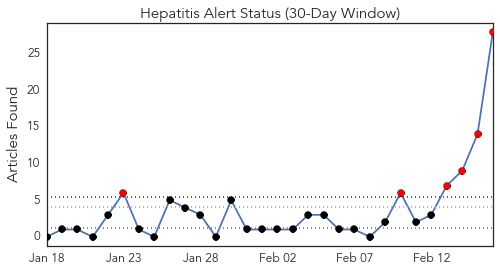 Hepatitis Alert Status (30-Day Window)
Articles Found
25
20
15
10
5
0
Jan 18 Jan 23 Jan 28 Feb 02 Feb 07 Feb 12